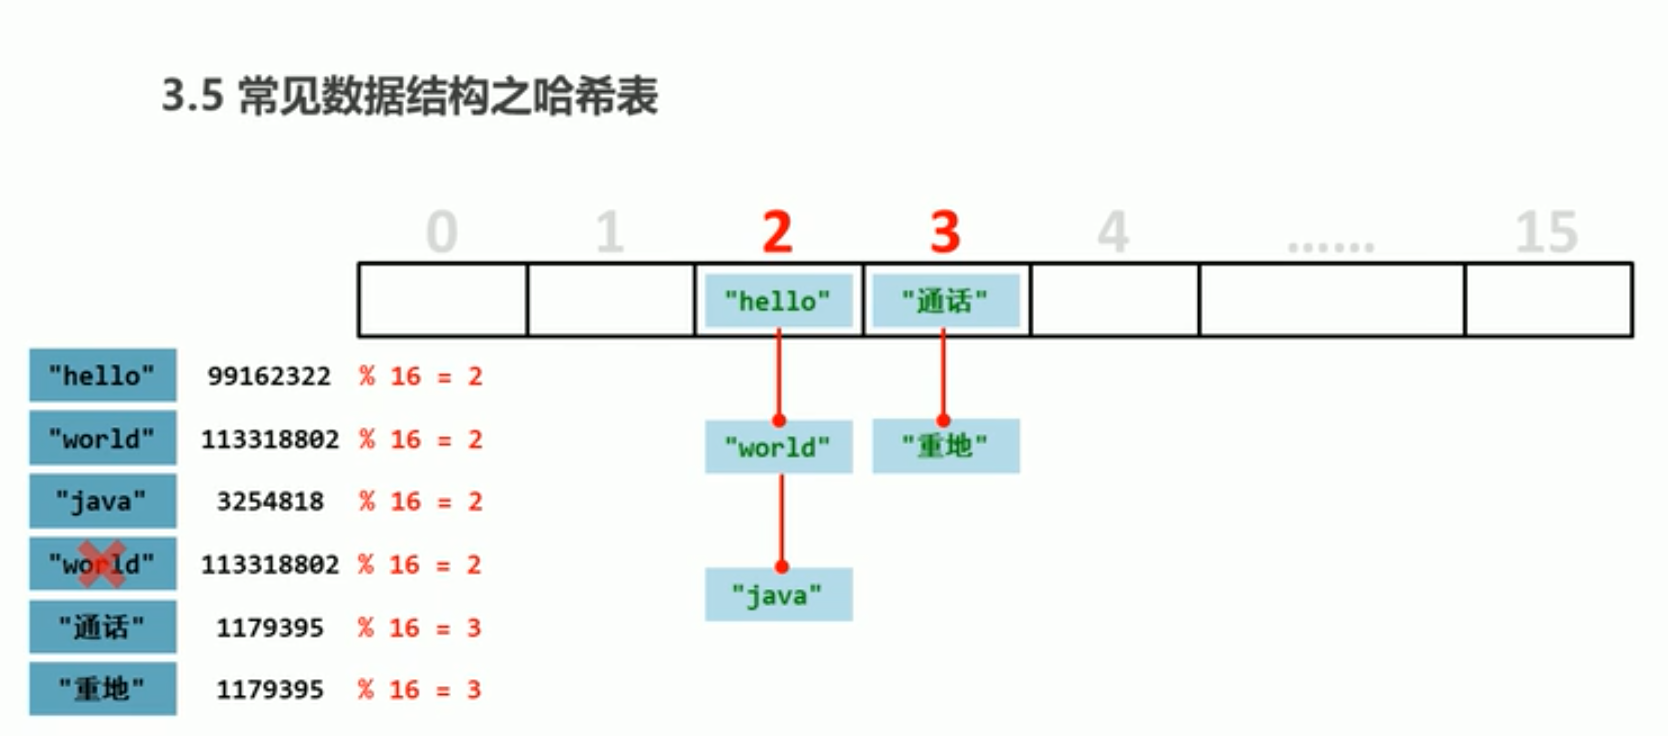 3.5 常见数据结构之哈希表
0 1 2 3 4 …… 15
"hello" "通话"
"hello" 99162322 % 16 = 2
"world" 113318802 % 16 = 2 "world" "重地"
"java" 3254818 % 16 = 2
"world" 113318802 % 16 = 2
"java"
"通话" 1179395 % 16 = 3
"重地" 1179395 % 16 = 3